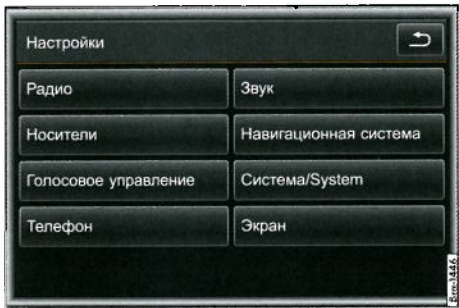 Настройки
Радио
Звук
Носители
Навигационная система
Голосовое управление
Система/System
Телефон
Экран